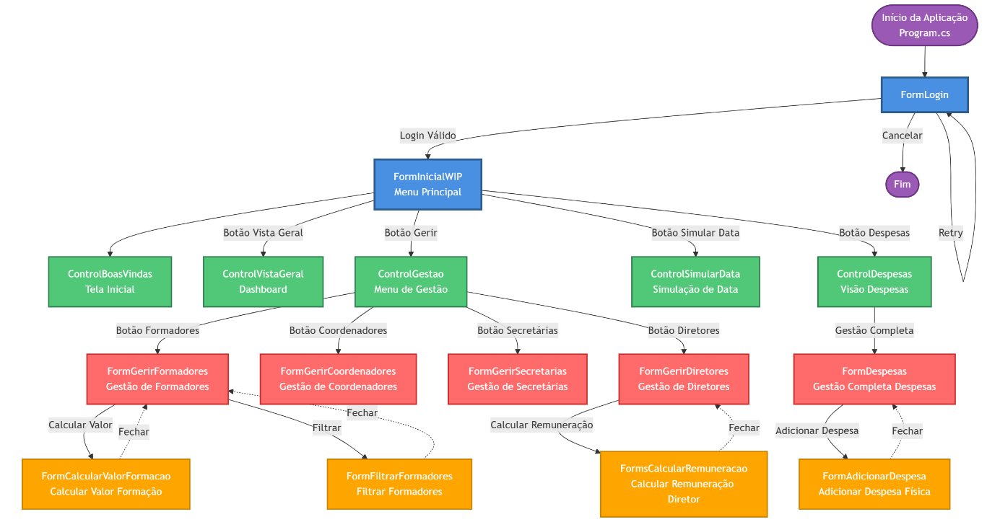 Início da Aplicação
Program.cs
FormLogin
Login Válido
Cancelar
FormInicialWIP
Menu Principal
Fim
Botão Vista Geral
Botão Gerir
Botão Simular Data
Botão Despesas
Retry
ControlBoasVindas
Tela Inicial
ControlVistaGeral
Dashboard
ControlGestao
Menu de Gestão
ControlSimularData
Simulação de Data
ControlDespesas
Visão Despesas
Botão Formadores
Botão Coordenadores
Botão Secretárias
Botão Diretores
Gestão Completa
FormGerirFormadores
Gestão de Formadores
FormGerirCoordenadores
Gestão de Coordenadores
FormGerirSecretarias
Gestão de Secretárias
FormGerirDiretores
Gestão de Diretores
FormDespesas
Gestão Completa Despesas
Calcular Valor
Fechar
Filtrar
Fechar
Calcular Remuneração
Fechar
Adicionar Despesa
Fechar
FormCalcularValorFormacao
Calcular Valor Formação
FormFiltrarFormadores
Filtrar Formadores
FormsCalcularRemuneracao
Calcular Remuneração
Diretor
FormAdicionarDespesa
Adicionar Despesa Física